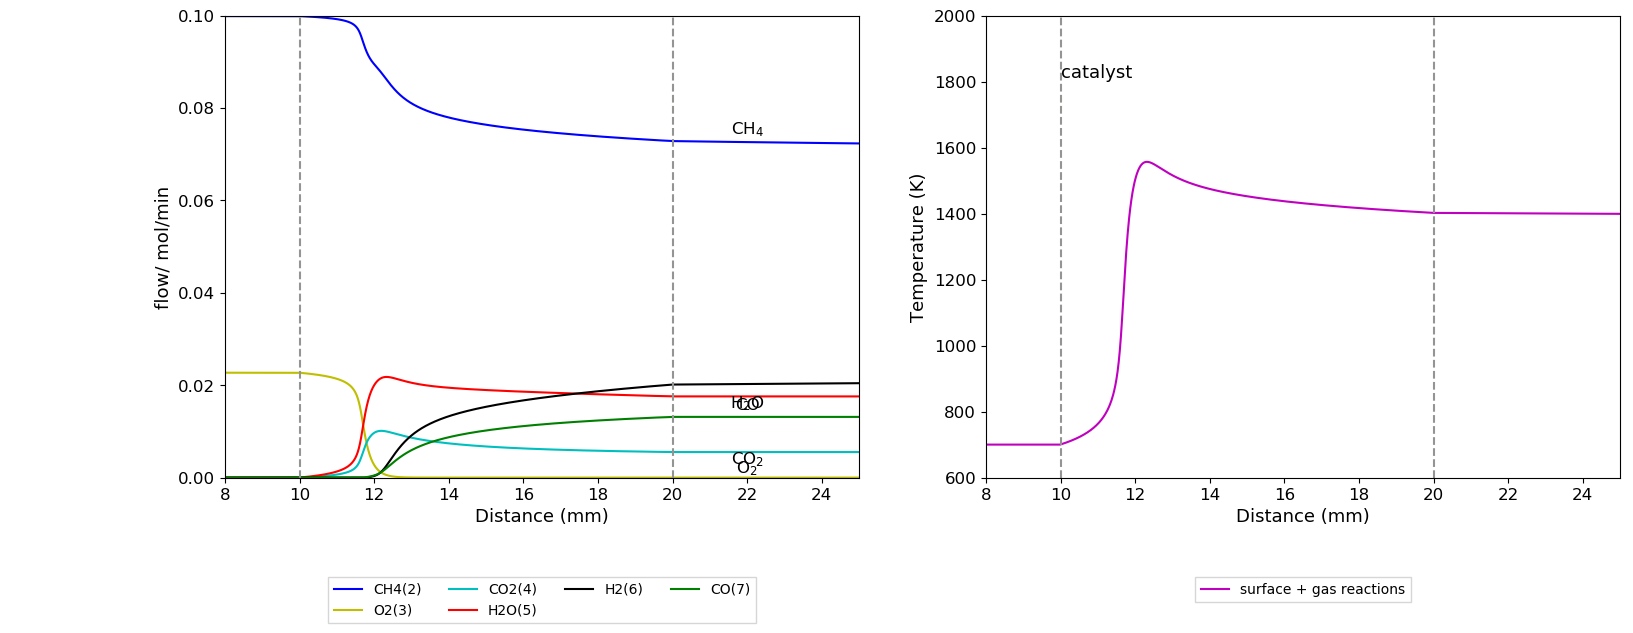 0.10
0.08
0.06
0.04
0.02
0.00
flow/ mol/min
CH4
H2O
CO
CO2
O2
8 10 12 14 16 18 20 22 24
Distance (mm)
CH4(2) CO2(4) H2(6) CO(7)
O2(3) H2O(5)
2000
1800
1600
1400
1200
1000
800
600
Temperature (K)
catalyst
8 10 12 14 16 18 20 22 24
Distance (mm)
surface + gas reactions